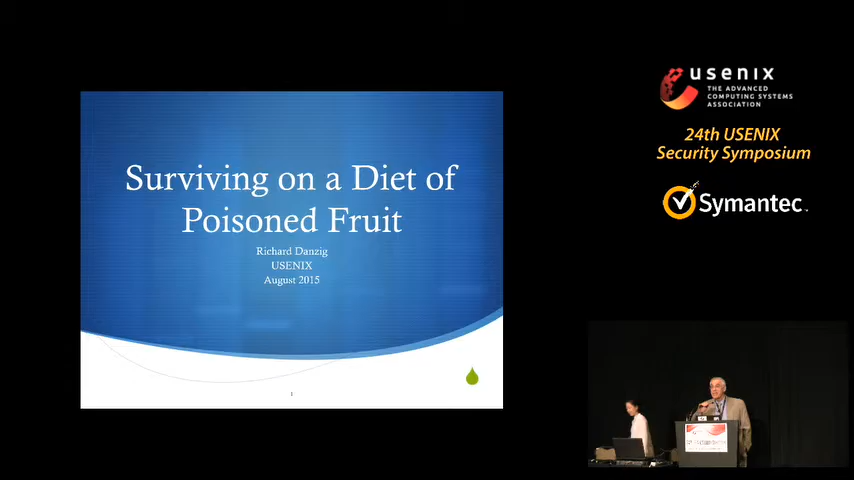 Surviving on a Diet of
Poisoned Fruit
Richard Danzig
USENIX
August 2015
1
usenix
THE ADVANCED
COMPUTING SYSTEMS
ASSOCIATION
24th USENIX
Security Symposium
Symantec.